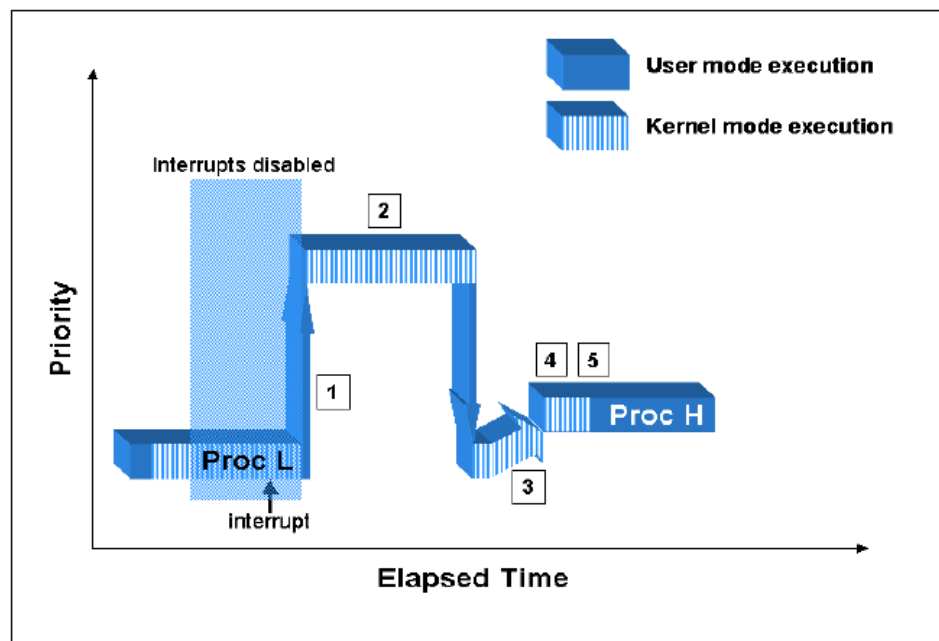 User mode execution
Kernel mode execution
Interrupts disabled
2
Priority
1
4 5
Proc H
Proc L
3
interrupt
Elapsed Time